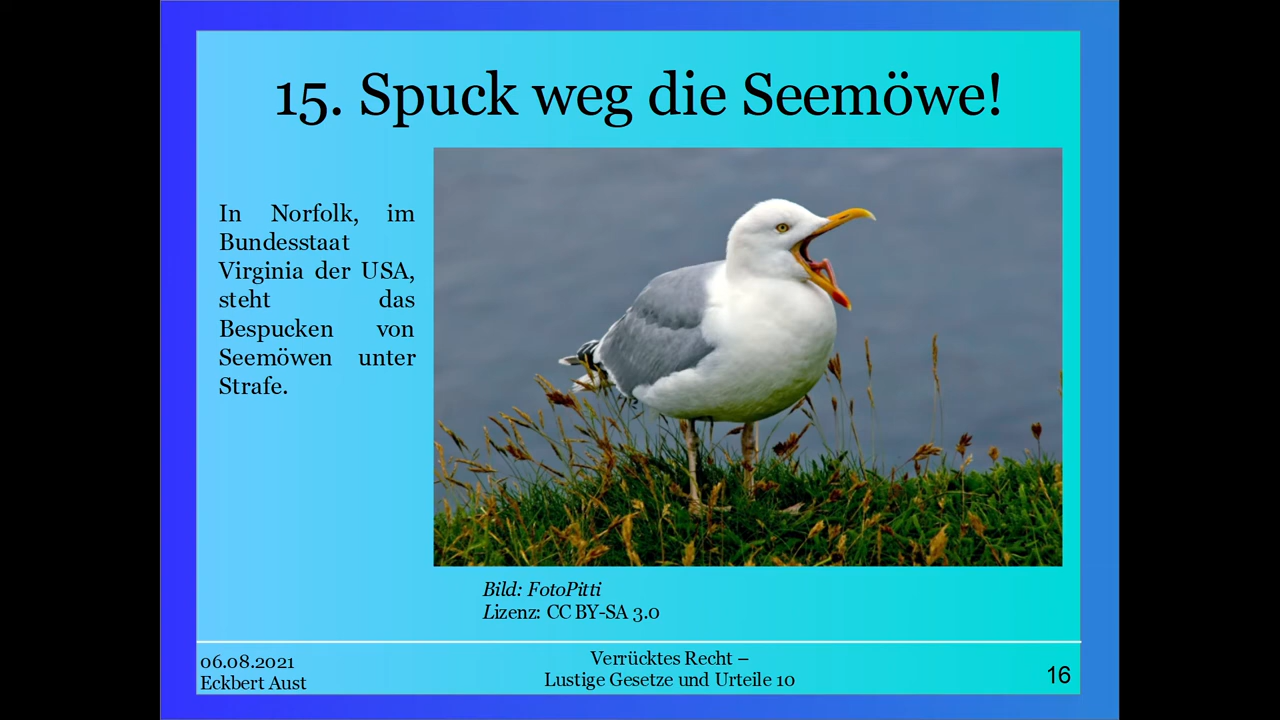 15. Spuck weg die Seemöwe!
In Norfolk, im
Bundesstaat
Virginia der USA,
steht das
Bespucken von
Seemöwen unter
Strafe.
Bild: FotoPitti
Lizenz: CC BY-SA 3.0
06.08.2021
Eckbert Aust
Verrücktes Recht –
Lustige Gesetze und Urteile 10
16